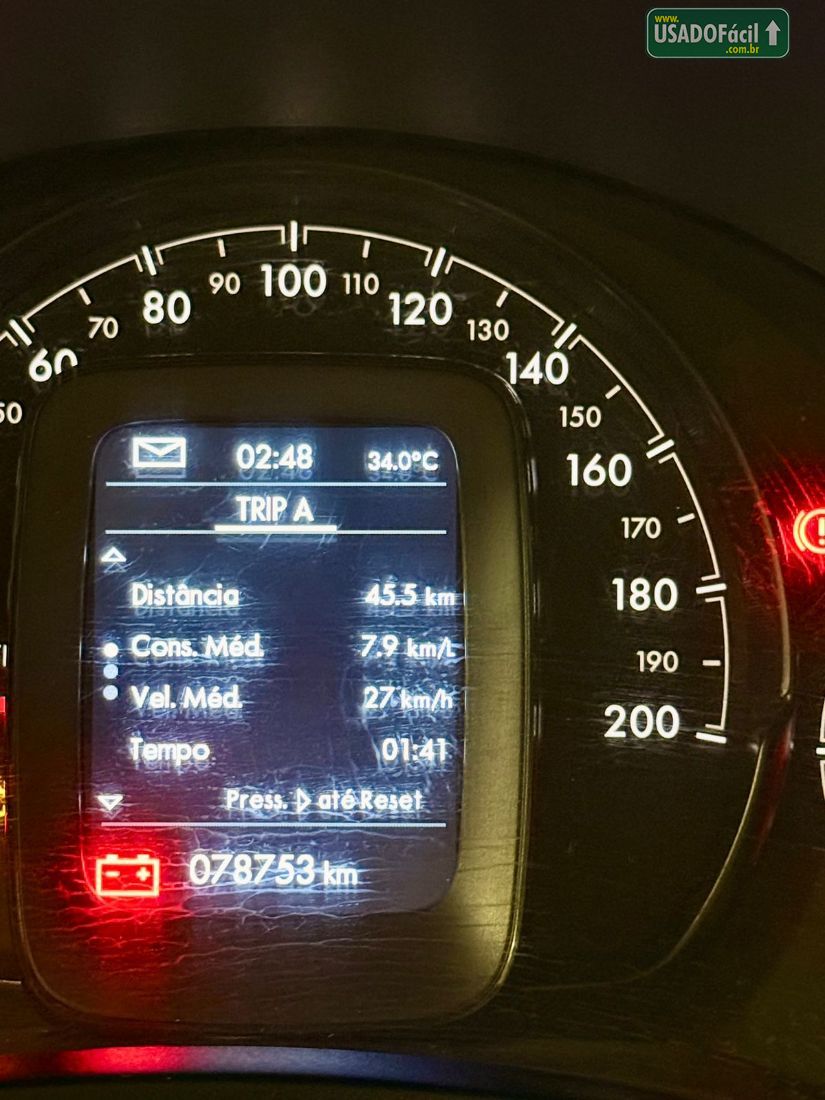 www.
USADOFácil
.com.br
50
60
70
80
90
100
110
120
130
140
150
160
170
180
190
200
02:48 34.0°C
TRIP A
Distância 45.5 km
Cons. Méd. 7.9 km/L
Vel. Méd. 27 km/h
Tempo 01:41
Press. até Reset
078753 km